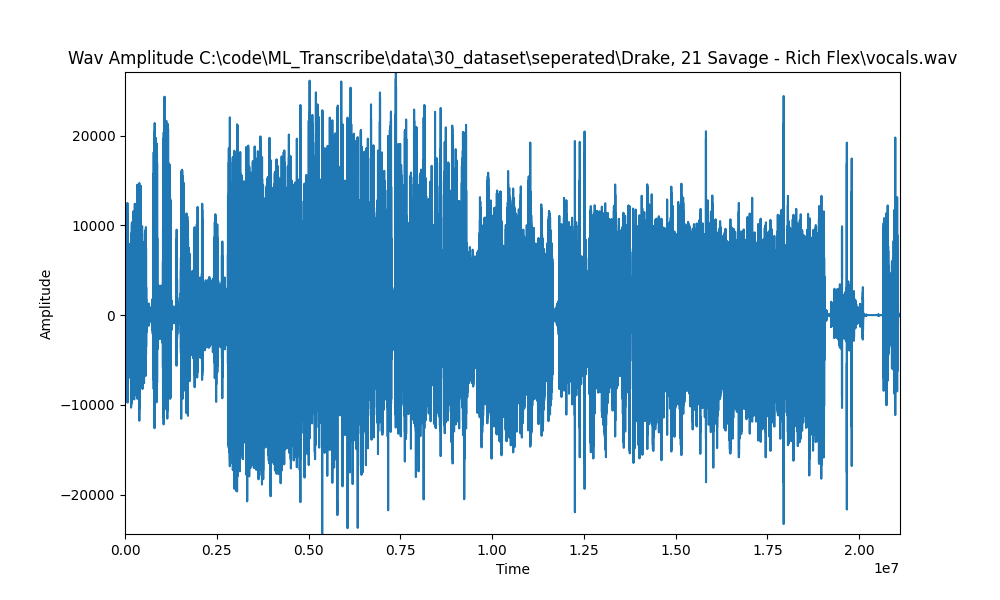 Wav Amplitude C:\code\ML_Transcribe\data\30_dataset\seperated\Drake, 21 Savage - Rich Flex\vocals.wav
20000
10000
0
−10000
−20000
Amplitude
0.00 0.25 0.50 0.75 1.00 1.25 1.50 1.75 2.00
1e7
Time